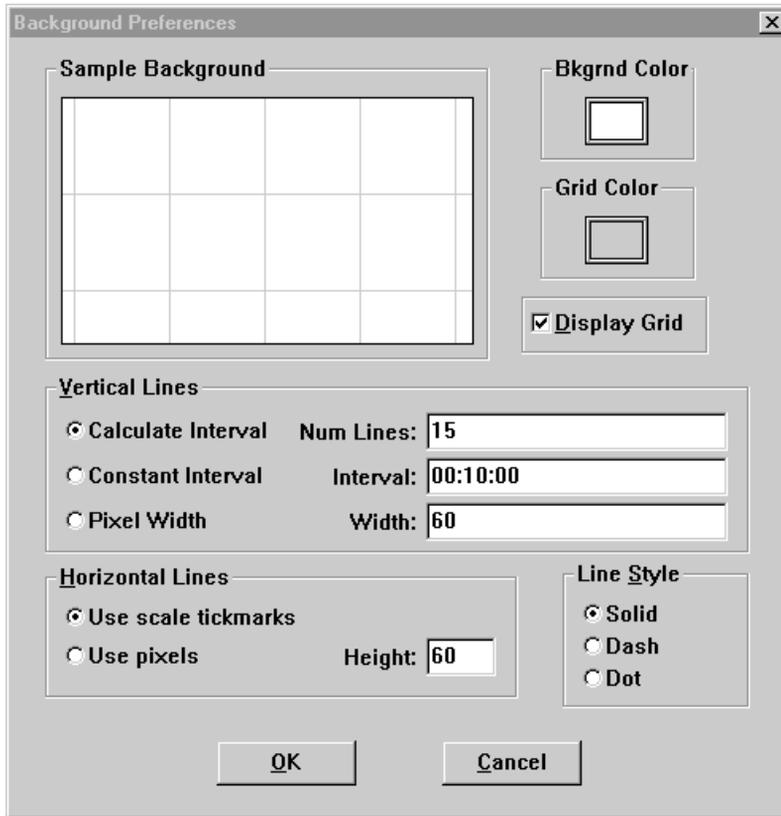 Background Preferences
Sample Background
Bkgrnd Color
Grid Color
Display Grid
Vertical Lines
Calculate Interval Num Lines: 15
Constant Interval Interval: 00:10:00
Pixel Width Width: 60
Horizontal Lines
Use scale tickmarks
Use pixels Height: 60
Line Style
Solid
Dash
Dot
OK Cancel